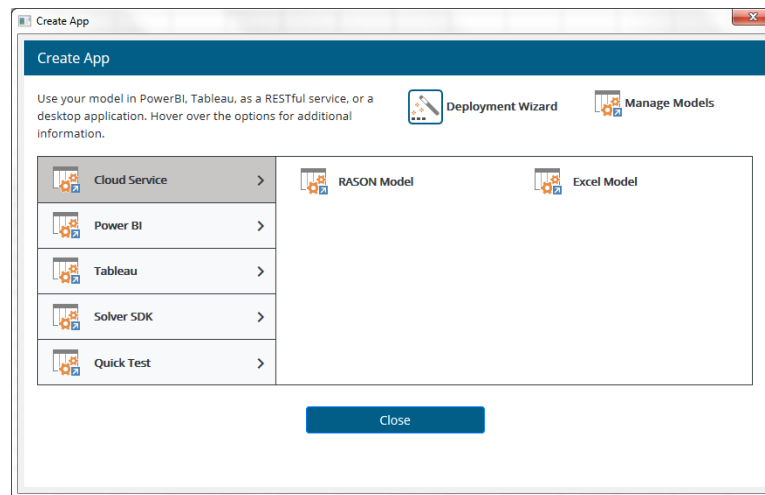 Create App
Create App
Use your model in PowerBI, Tableau, as a RESTful service, or a
desktop application. Hover over the options for additional
information.
Deployment Wizard
Manage Models
Cloud Service
RASON Model
Excel Model
Power BI
Tableau
Solver SDK
Quick Test
Close